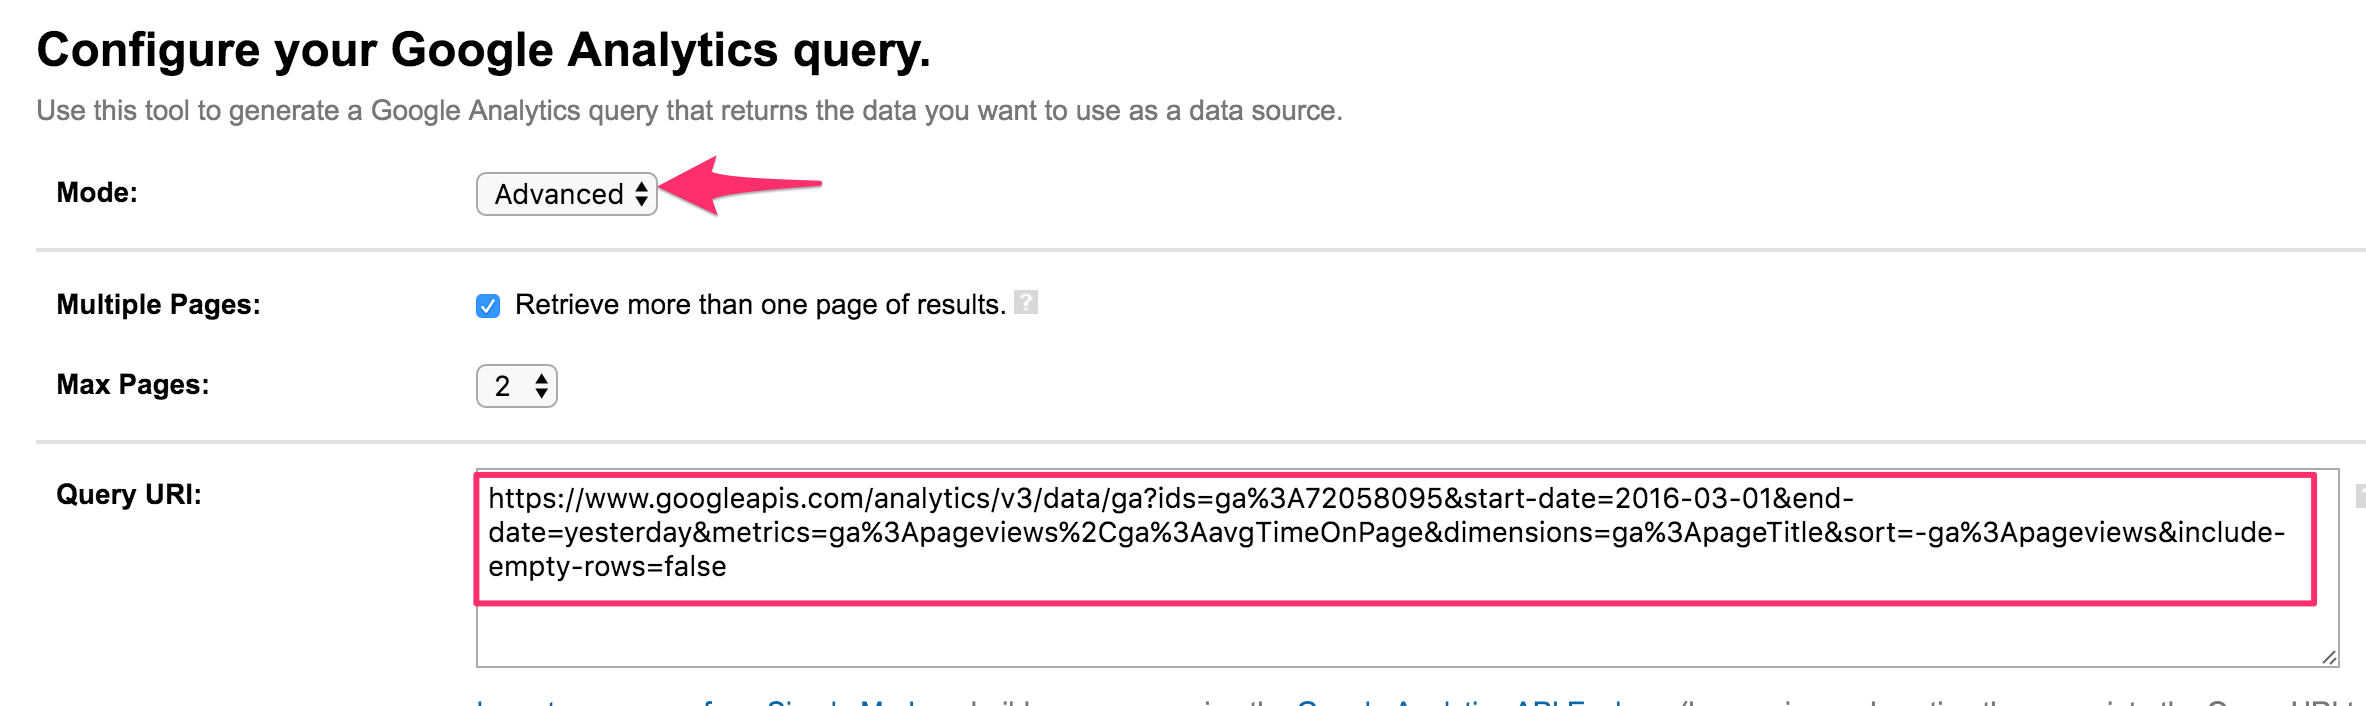 Configure your Google Analytics query.
Use this tool to generate a Google Analytics query that returns the data you want to use as a data source.
Mode:
Advanced
Multiple Pages:
Retrieve more than one page of results. ?
Max Pages:
2
Query URI:
https://www.googleapis.com/analytics/v3/data/ga?ids=ga%3A72058095&start-date=2016-03-01&end-
date=yesterday&metrics=ga%3Apageviews%2Cga%3AavgTimeOnPage&dimensions=ga%3ApageTitle&sort=-ga%3Apageviews&include-
empty-rows=false